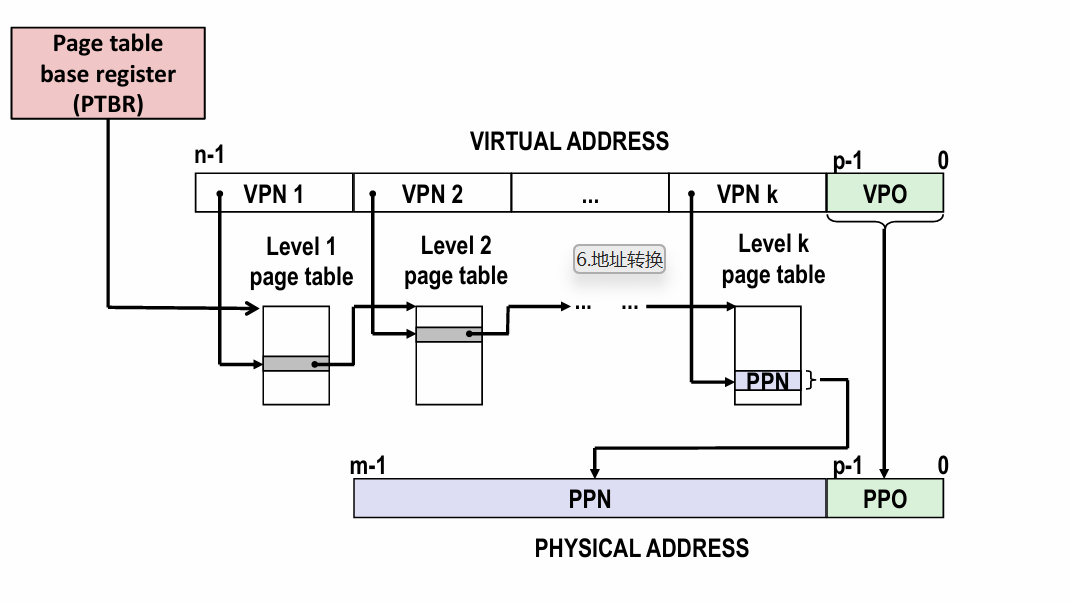 Page table
base register
(PTBR)
VIRTUAL ADDRESS
n-1
p-1
0
VPN 1
VPN 2
...
VPN k
VPO
Level 1
page table
Level 2
page table
6.地址转换
Level k
page table
...
...
PPN
m-1
p-1
0
PPN
PPO
PHYSICAL ADDRESS